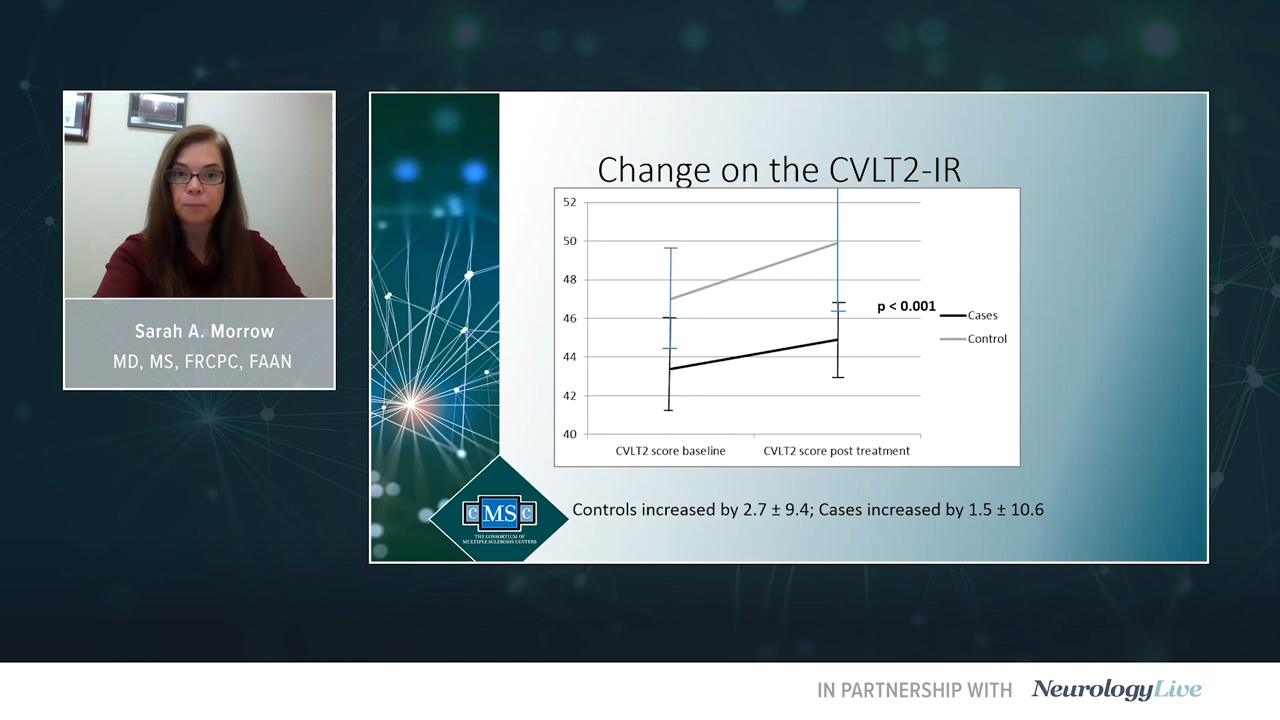 Sarah A. Morrow
MD, MS, FRCPC, FAAN
Change on the CVLT2-IR
52
50
48
46
44
42
40
p < 0.001
Cases
Control
CVLT2 score baseline
CVLT2 score post treatment
C MS C
THE CONSORTIUM OF
MULTIPLE SCLEROSIS CENTERS
Controls increased by 2.7 ± 9.4; Cases increased by 1.5 ± 10.6
IN PARTNERSHIP WITH NeurologyLive